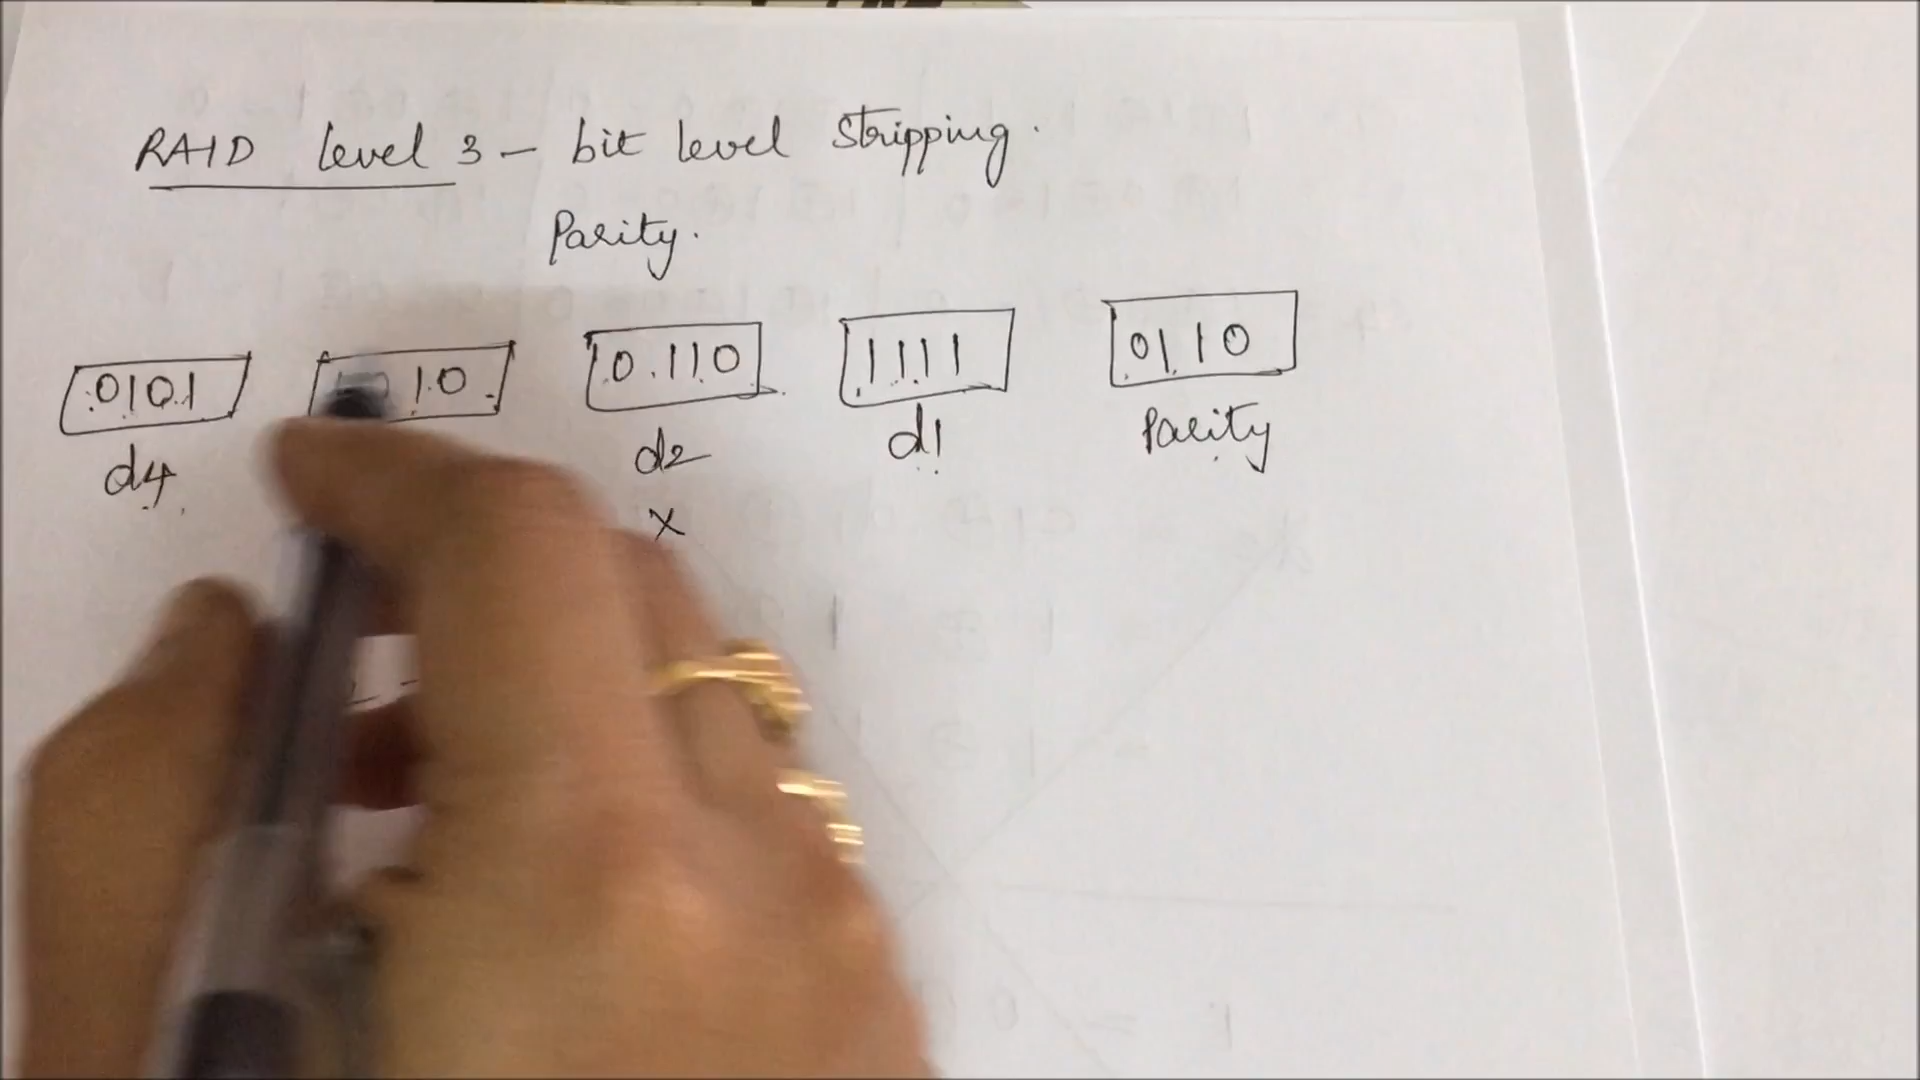 RAID level 3 - bit level Stripping.
Parity.
0101 10 0110 1111 0110
d4 d2 d1 Parity
X